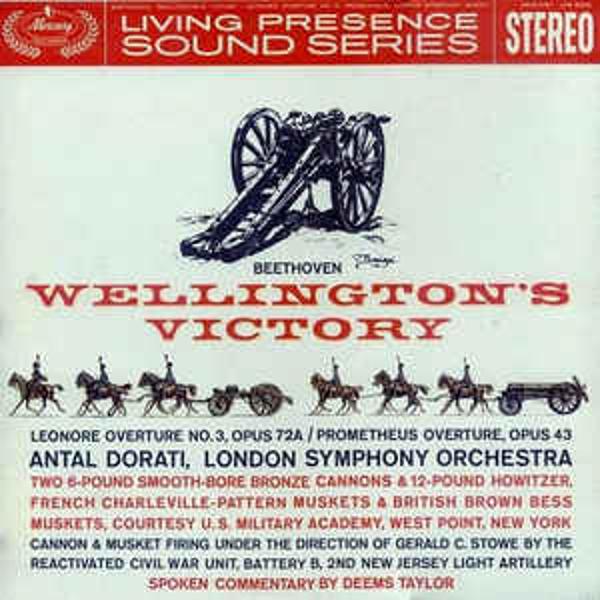 Mercury
LIVING PRESENCE
SOUND SERIES
STEREO
BEETHOVEN
WELLINGTON'S
VICTORY
LEONORE OVERTURE NO. 3, OPUS 72A / PROMETHEUS OVERTURE, OPUS 43
ANTAL DORATI, LONDON SYMPHONY ORCHESTRA
TWO 6-POUND SMOOTH-BORE BRONZE CANNONS & 12-POUND HOWITZER,
FRENCH CHARLEVILLE-PATTERN MUSKETS & BRITISH BROWN BESS
MUSKETS, COURTESY U.S. MILITARY ACADEMY, WEST POINT, NEW YORK
CANNON & MUSKET FIRING UNDER THE DIRECTION OF GERALD C. STOWE BY THE
REACTIVATED CIVIL WAR UNIT, BATTERY B, 2ND NEW JERSEY LIGHT ARTILLERY
SPOKEN COMMENTARY BY DEEMS TAYLOR